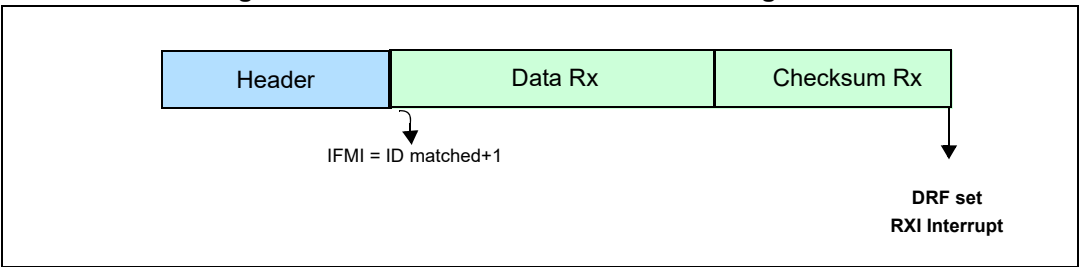 Header
Data Rx
Checksum Rx
IFMI = ID matched+1
DRF set
RXI Interrupt